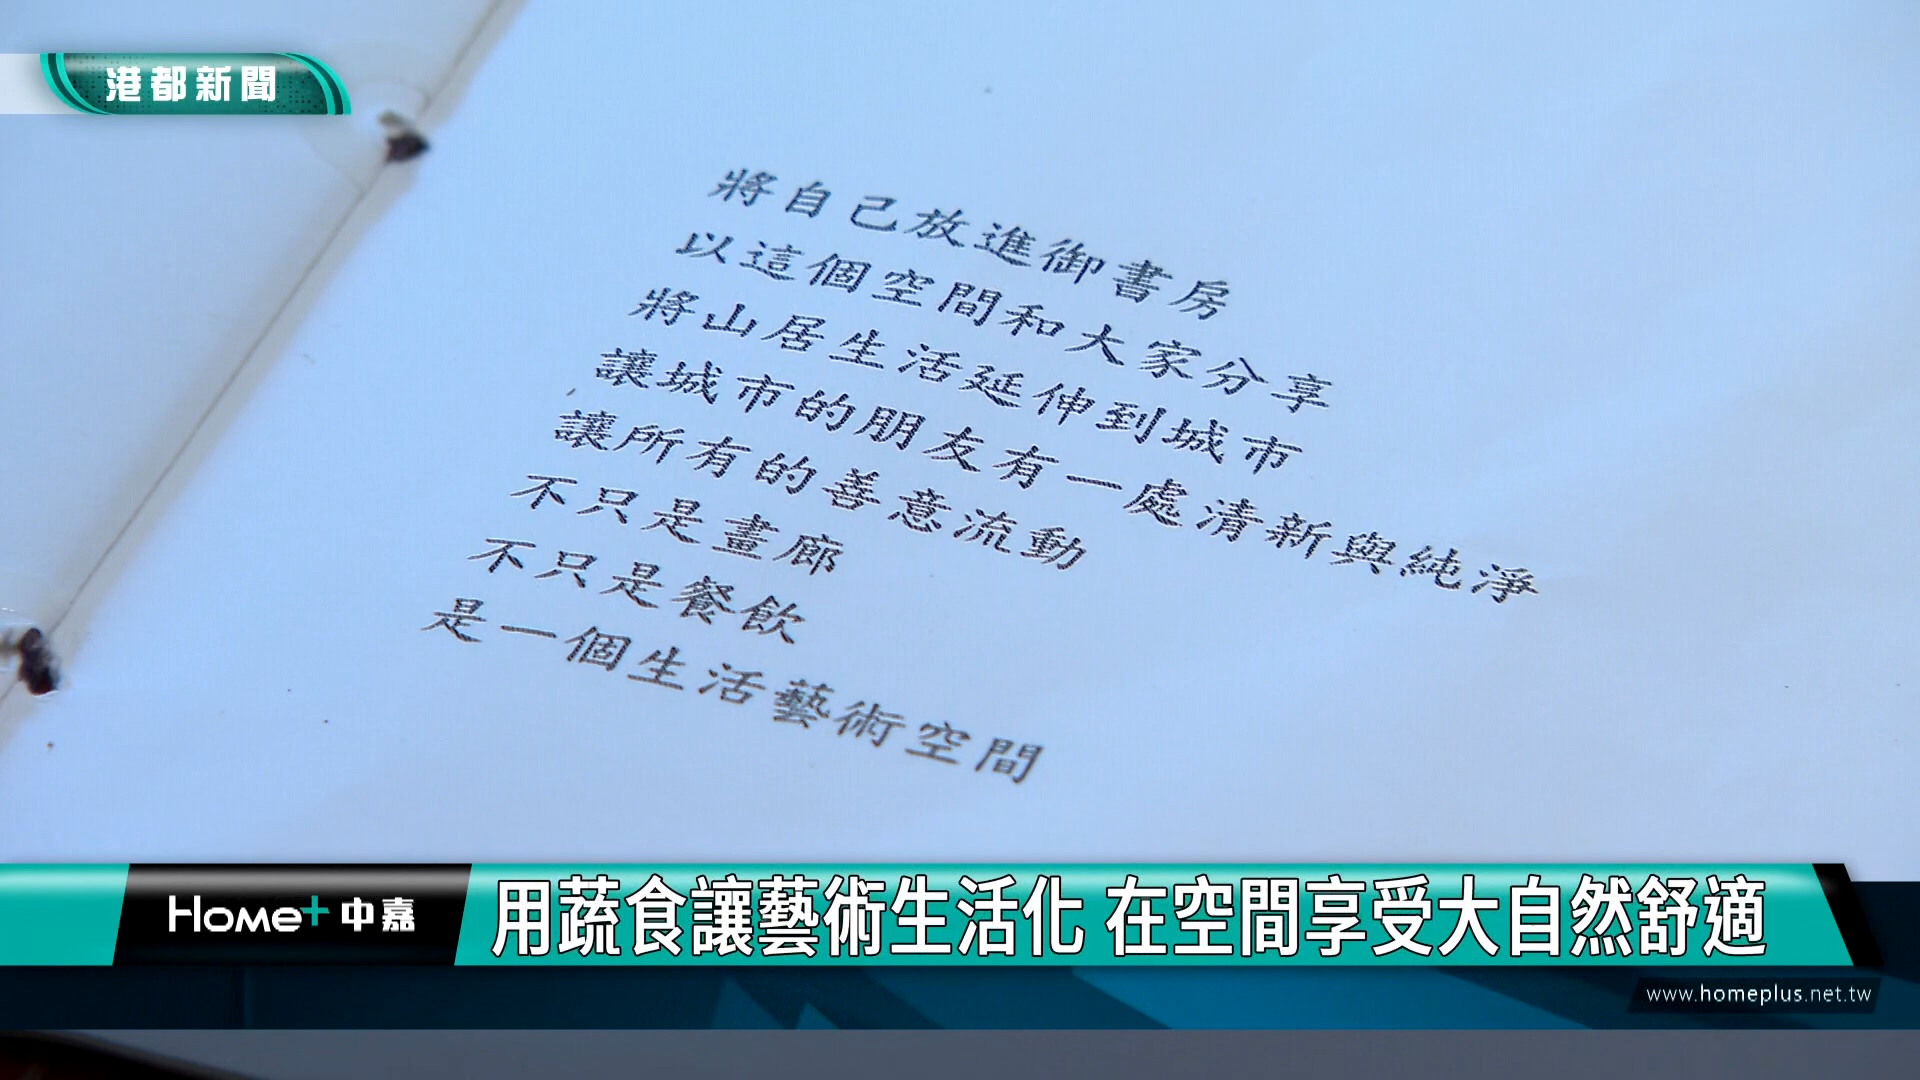 港都新聞
將自己放進御書房
以這個空間和大家分享
將山居生活延伸到城市
讓城市的朋友有一處清新與純淨
讓所有的善意流動
不只是畫廊
不只是餐飲
是一個生活藝術空間
Home+ 中嘉
用蔬食讓藝術生活化 在空間享受大自然舒適
www.homeplus.net.tw